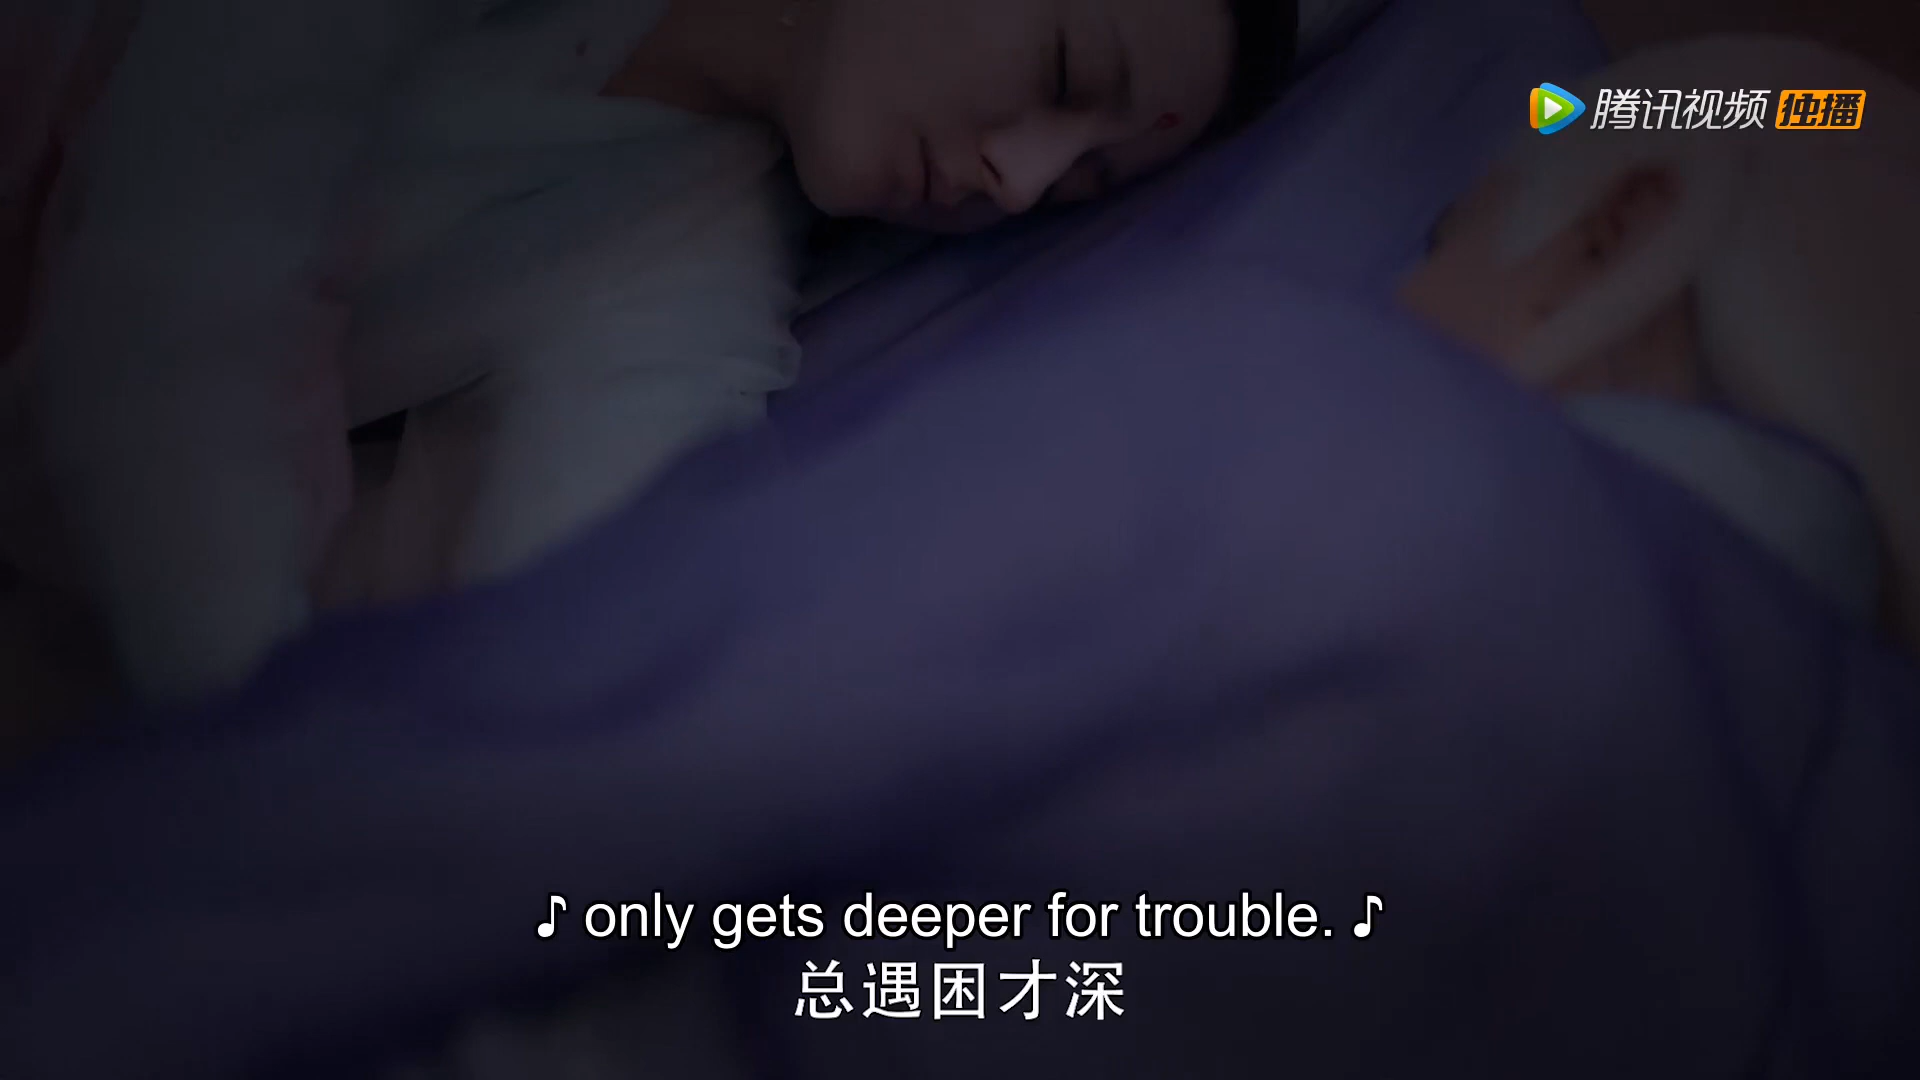 腾讯视频 独播
♪ only gets deeper for trouble. ♪
总遇困才深